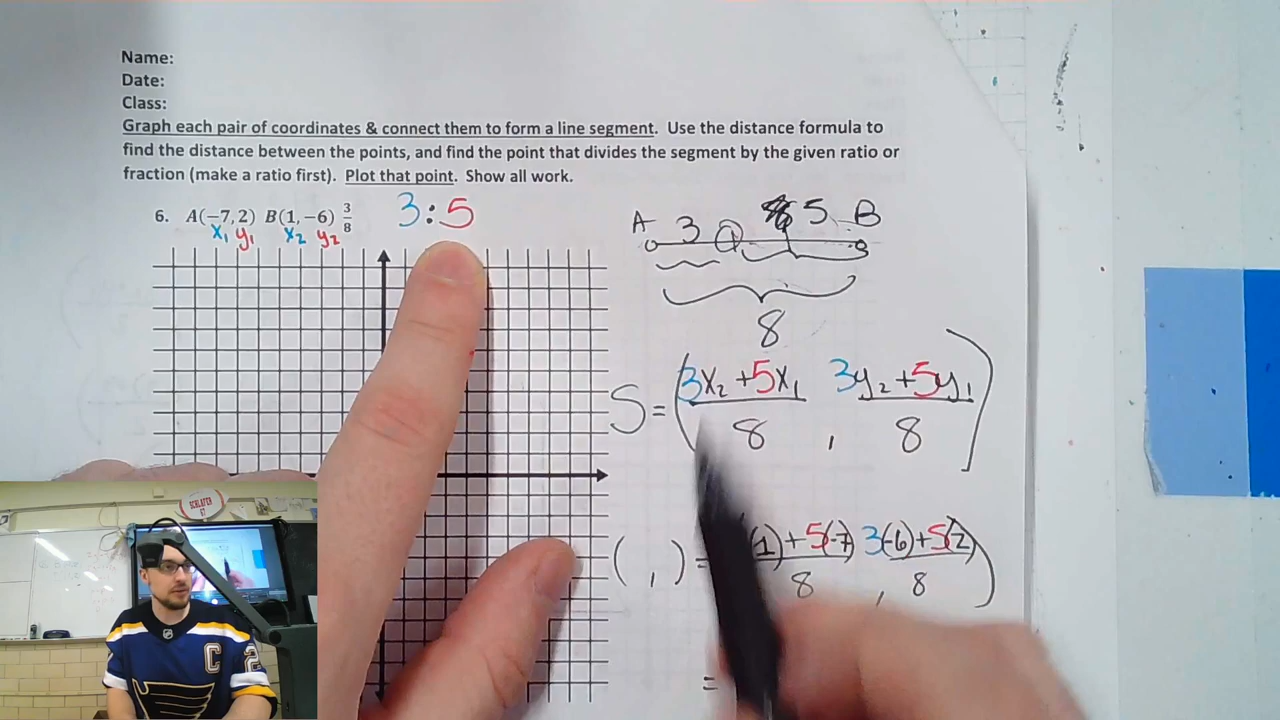 Name:
Date:
Class:
Graph each pair of coordinates & connect them to form a line segment. Use the distance formula to
find the distance between the points, and find the point that divides the segment by the given ratio or
fraction (make a ratio first). Plot that point. Show all work.
6. A(−7, 2) B(1, −6) 3/8 3:5
x₁ y₁ x₂ y₂
A 3 5 B
8
S = (3x₂ + 5x₁ / 8 , 3y₂ + 5y₁ / 8)
( , ) = (1) + 5(-7) / 8 , 3(-6) + 5(2) / 8)
=
SCHLATER
67
C
2